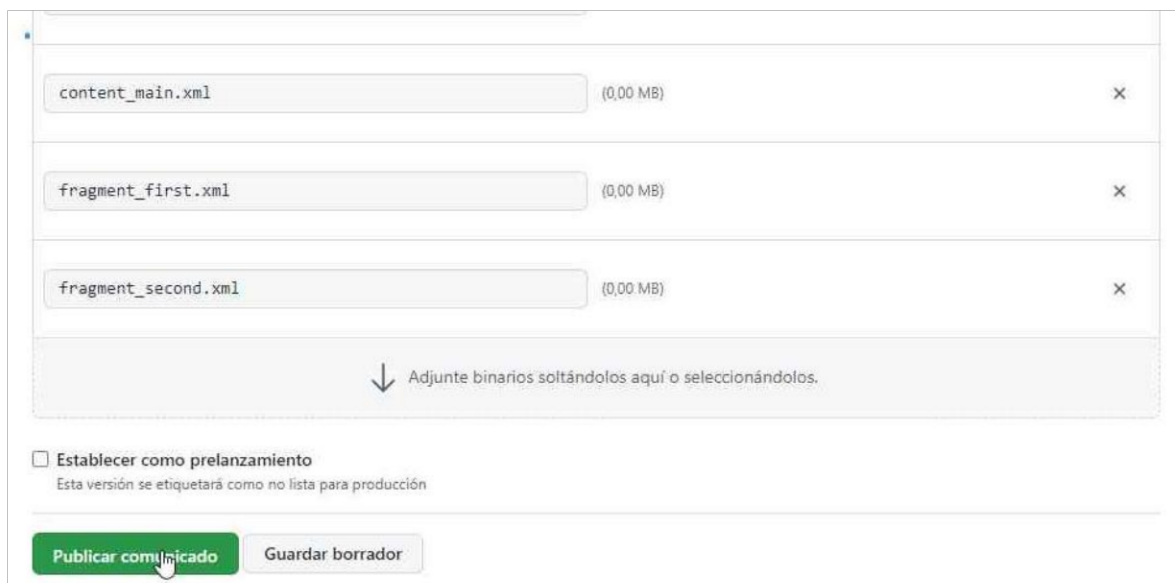 content_main.xml (0,00 MB) ×
fragment_first.xml (0,00 MB) ×
fragment_second.xml (0,00 MB) ×
↓ Adjunte binarios soltándolos aquí o seleccionándolos.
Establecer como prelanzamiento
Esta versión se etiquetará como no lista para producción
Publicar comunicado Guardar borrador